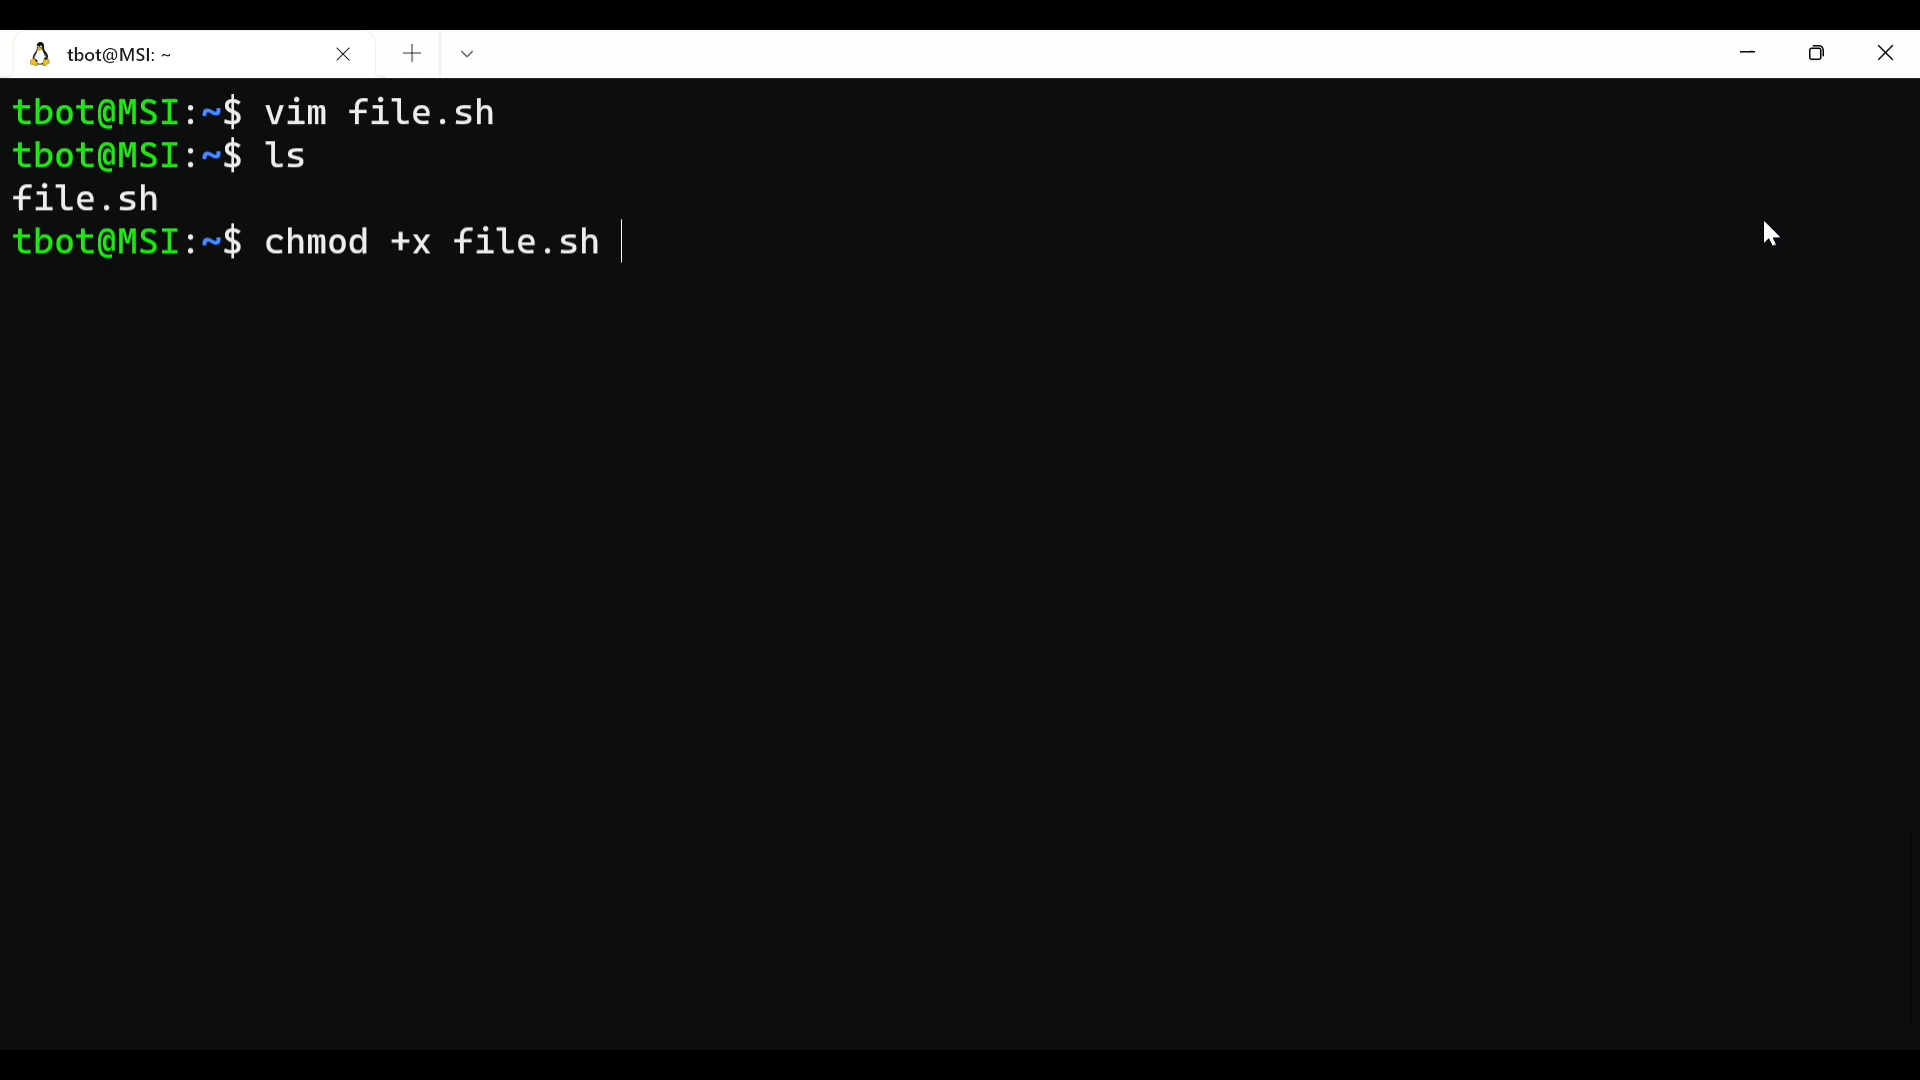 tbot@MSI: ~
tbot@MSI:~$ vim file.sh
tbot@MSI:~$ ls
file.sh
tbot@MSI:~$ chmod +x file.sh